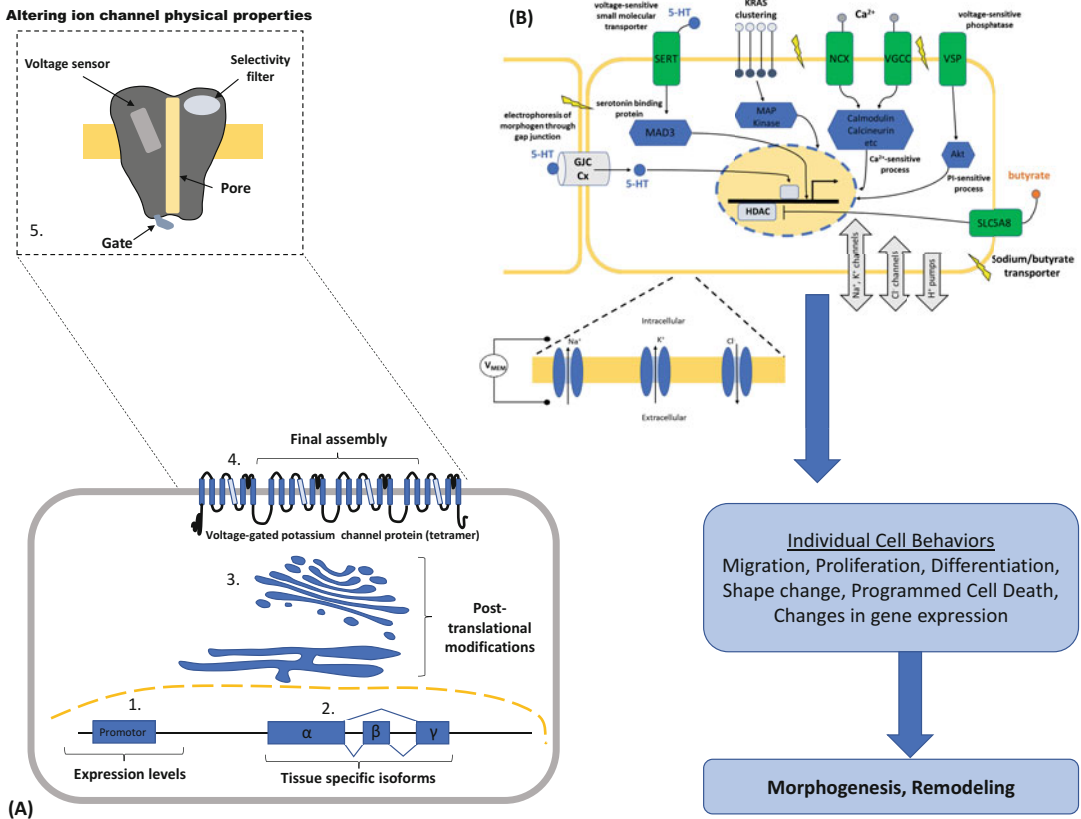 Altering ion channel physical properties
Voltage sensor
Selectivity
filter
Pore
Gate
5.
4.
Final assembly
Voltage-gated potassium channel protein (tetramer)
3.
Post-
translational
modifications
1.
2.
Promotor
α
β
γ
Expression levels
Tissue specific isoforms
(A)
(B)
voltage-sensitive
small molecular
transporter
5-HT
SERT
KRAS
clustering
Ca²⁺
NCX
VGCC
voltage-sensitive
phosphatase
VSP
electrophoresis of
morphogen through
gap junction
5-HT
GJC
Cx
5-HT
serotonin binding
protein
MAD3
MAP
Kinase
Calmodulin
Calcineurin
etc
Ca²⁺-sensitive
process
Akt
PI-sensitive
process
butyrate
SLC5A8
HDAC
Sodium/butyrate
transporter
Na⁺, K⁺ channels
Cl⁻ channels
H⁺ pumps
Intracellular
Na⁺
K⁺
Cl⁻
V_MEM
Extracellular
Individual Cell Behaviors
Migration, Proliferation, Differentiation,
Shape change, Programmed Cell Death,
Changes in gene expression
Morphogenesis, Remodeling